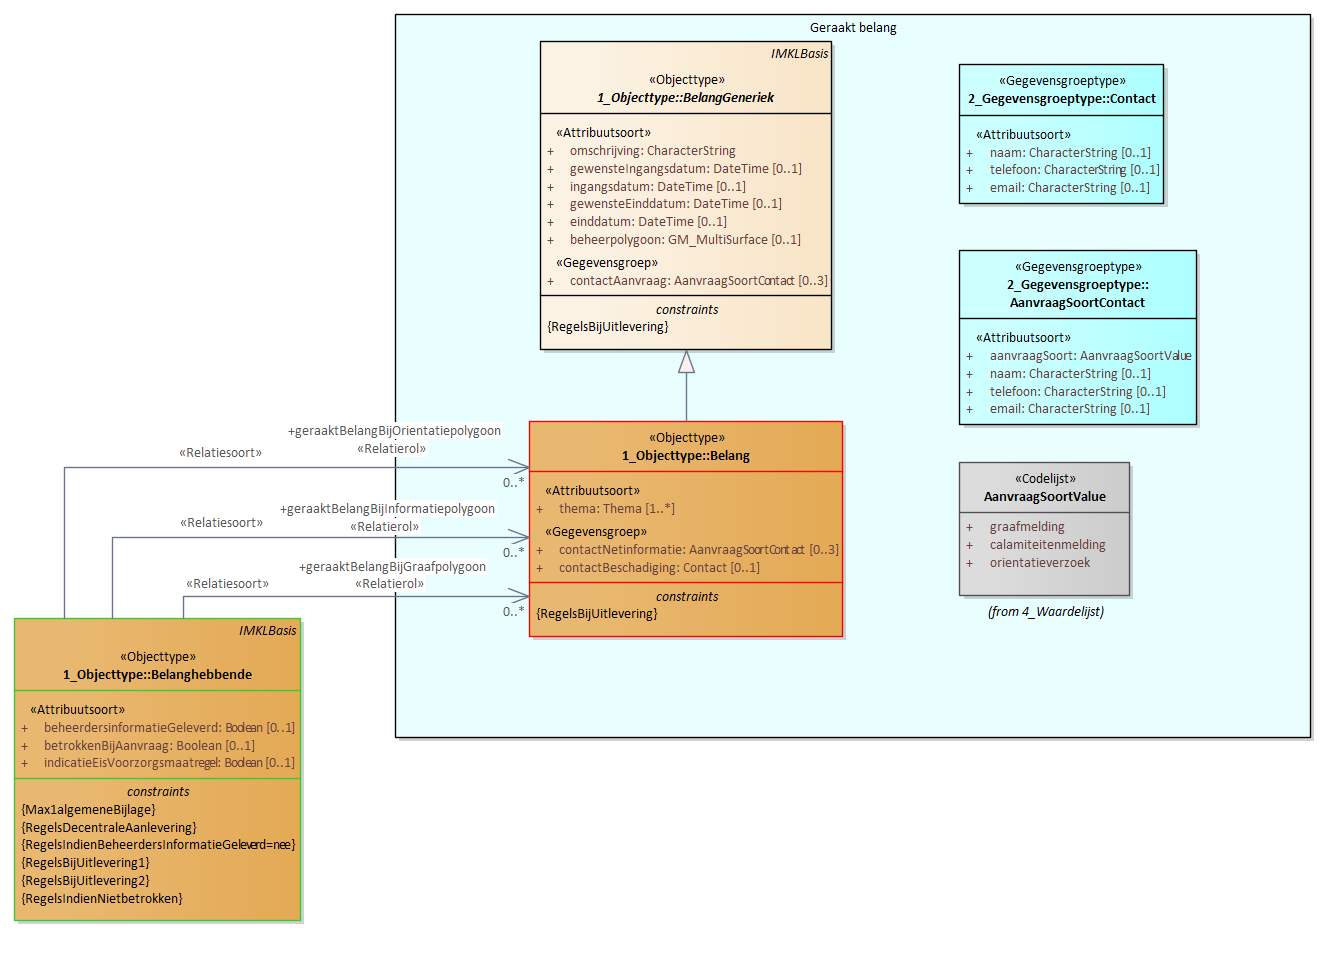 Geraakt belang
IMKLBasis
«Objecttype»
1_Objecttype::BelangGeneriek
«Attribuutsoort»
+ omschrijving: CharacterString
+ gewensteIngangsdatum: DateTime [0..1]
+ ingangsdatum: DateTime [0..1]
+ gewensteEinddatum: DateTime [0..1]
+ einddatum: DateTime [0..1]
+ beheerpolygoon: GM_MultiSurface [0..1]
«Gegevensgroep»
+ contactAanvraag: AanvraagSoortContact [0..3]
constraints
{RegelsBijUitlevering}
«Gegevensgroeptype»
2_Gegevensgroeptype::Contact
«Attribuutsoort»
+ naam: CharacterString [0..1]
+ telefoon: CharacterString [0..1]
+ email: CharacterString [0..1]
«Gegevensgroeptype»
2_Gegevensgroeptype::
AanvraagSoortContact
«Attribuutsoort»
+ aanvraagSoort: AanvraagSoortValue
+ naam: CharacterString [0..1]
+ telefoon: CharacterString [0..1]
+ email: CharacterString [0..1]
«Codelijst»
AanvraagSoortValue
+ graafmelding
+ calamiteitenmelding
+ orientatieverzoek
(from 4_Waardelijst)
«Objecttype»
1_Objecttype::Belang
«Attribuutsoort»
+ thema: Thema [1..*]
«Gegevensgroep»
+ contactNetinformatie: AanvraagSoortContact [0..3]
+ contactBeschadiging: Contact [0..1]
constraints
{RegelsBijUitlevering}
+geraaktBelangBijOrientatiepolygoon
«Relatiesoort»
«Relatierol»
0..*
+geraaktBelangBijInformatiepolygoon
«Relatiesoort»
«Relatierol»
0..*
+geraaktBelangBijGraafpolygoon
«Relatiesoort»
«Relatierol»
0..*
IMKLBasis
«Objecttype»
1_Objecttype::Belanghebbende
«Attribuutsoort»
+ beheerdersinformatieGeleverd: Boolean [0..1]
+ betrokkenBijAanvraag: Boolean [0..1]
+ indicatieEisVoorzorgsmaatregel: Boolean [0..1]
constraints
{Max1algemeneBijlage}
{RegelsDecentraleAanlevering}
{RegelsIndienBeheerdersInformatieGeleverd=nee}
{RegelsBijUitlevering1}
{RegelsBijUitlevering2}
{RegelsIndienNietbetrokken}